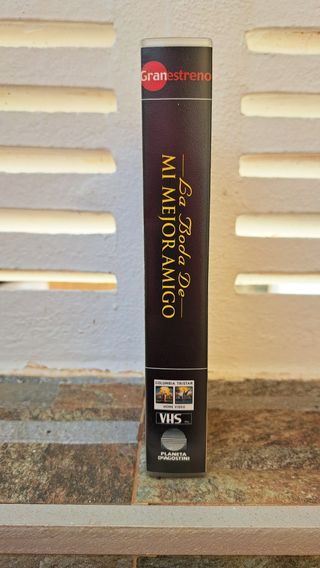 Granestreno
La Boda De
MI MEJOR AMIGO
COLUMBIA TRISTAR
HOME VIDEO
VHS
PLANETA
DeAGOSTINI